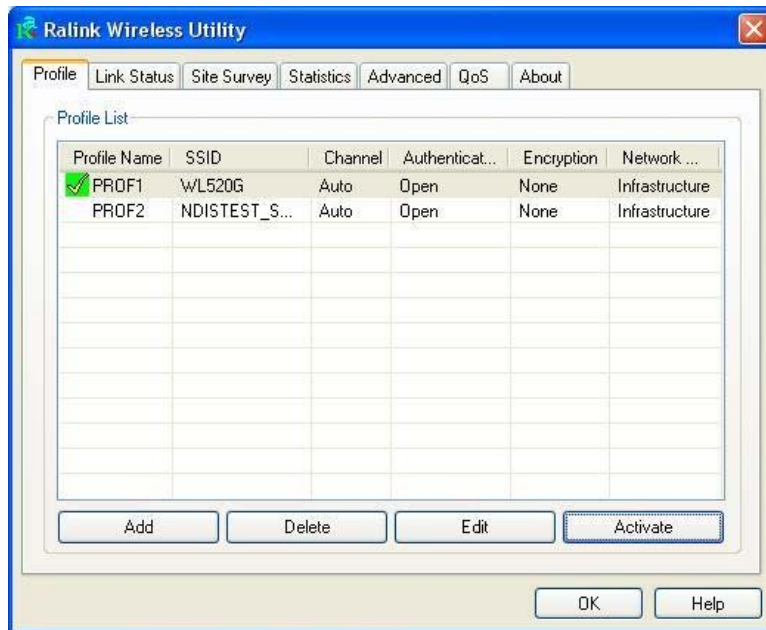 Ralink Wireless Utility
Profile Link Status Site Survey Statistics Advanced QoS About
Profile List
Profile Name SSID Channel Authenticat... Encryption Network ...
PROF1 WL520G Auto Open None Infrastructure
PROF2 NDISTEST_S... Auto Open None Infrastructure
Add Delete Edit Activate
OK Help